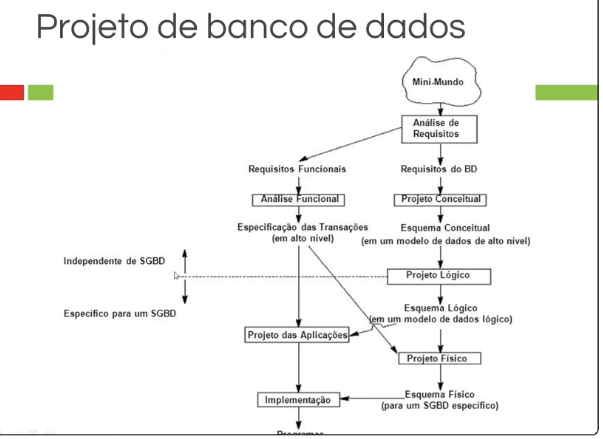 Projeto de banco de dados
Mini-Mundo
Análise de
Requisitos
Requisitos Funcionais
Requisitos do BD
Análise Funcional
Projeto Conceitual
Especificação das Transações
(em alto nível)
Esquema Conceitual
(em um modelo de dados de alto nível)
Independente de SGBD
Projeto Lógico
Específico para um SGBD
Esquema Lógico
(em um modelo de dados lógico)
Projeto das Aplicações
Projeto Físico
Implementação
Esquema Físico
(para um SGBD específico)
Programas